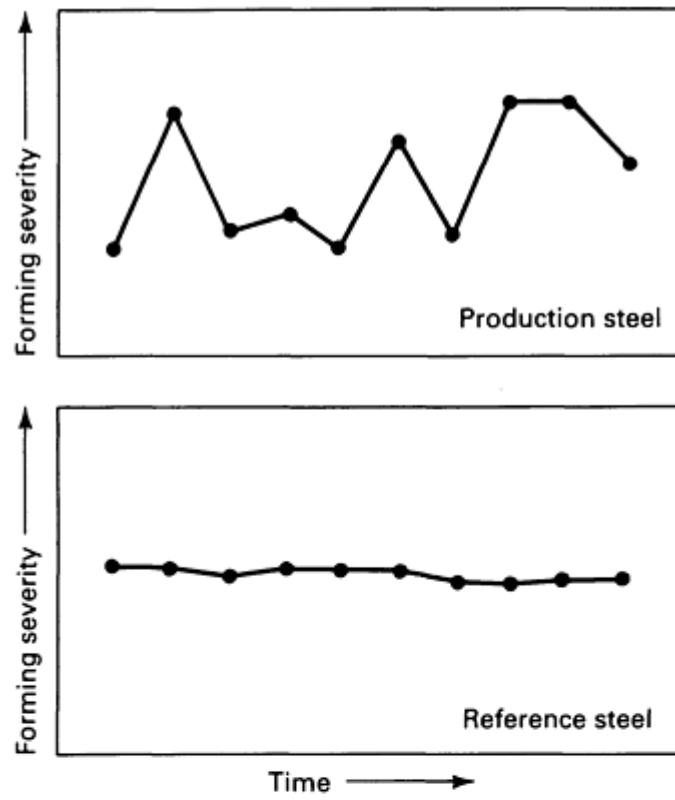 Forming severity
Production steel
Forming severity
Reference steel
Time